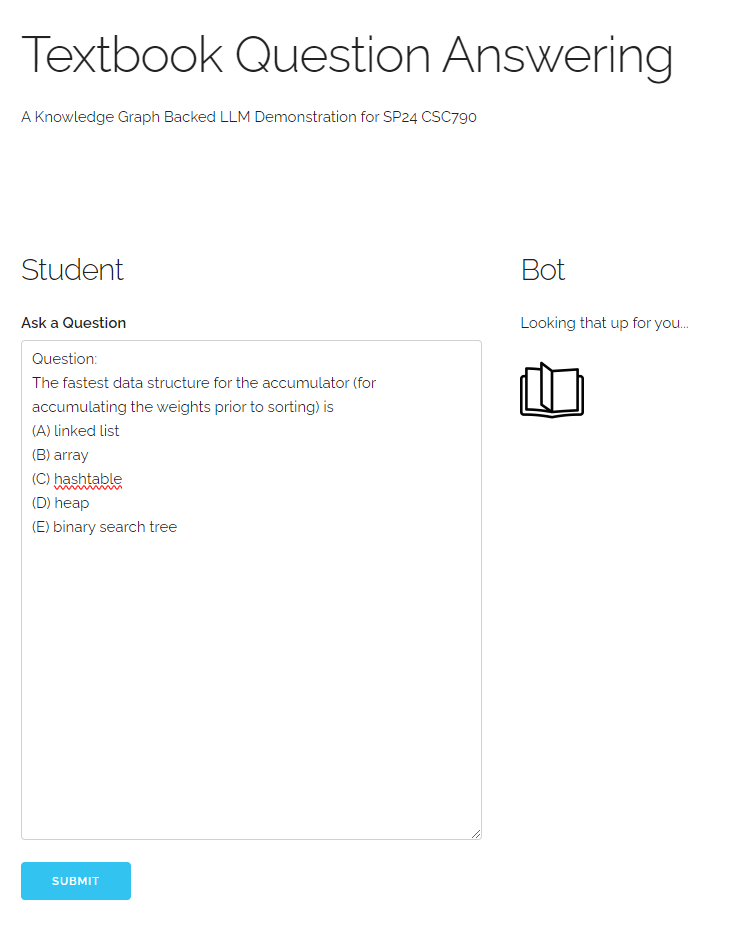 Textbook Question Answering
A Knowledge Graph Backed LLM Demonstration for SP24 CSC790
Student
Ask a Question
Question:
The fastest data structure for the accumulator (for
accumulating the weights prior to sorting) is
(A) linked list
(B) array
(C) hashtable
(D) heap
(E) binary search tree
SUBMIT
Bot
Looking that up for you...